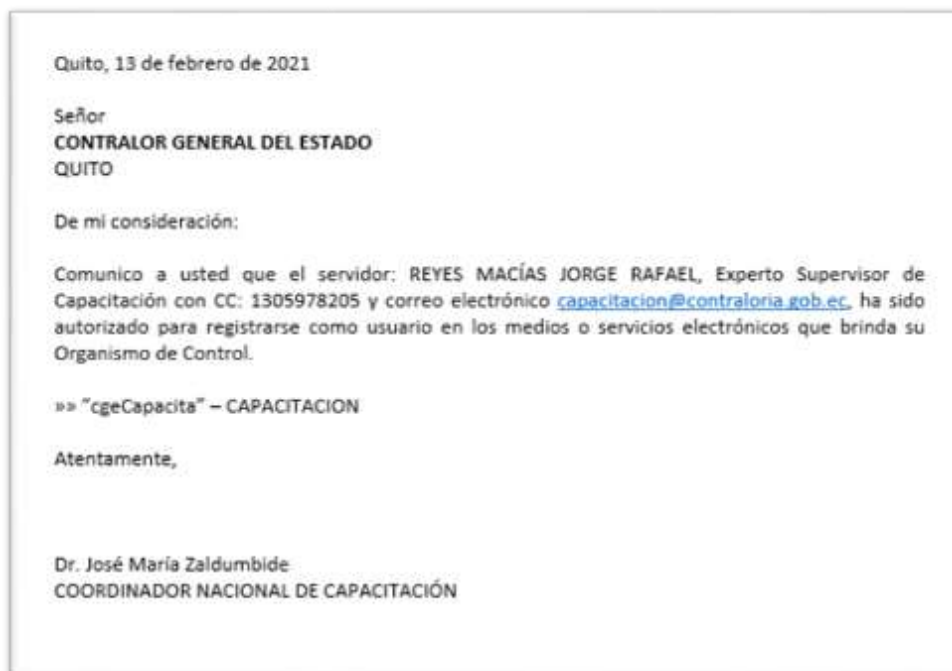 Quito, 13 de febrero de 2021
Señor
CONTRALOR GENERAL DEL ESTADO
QUITO
De mi consideración:
Comunico a usted que el servidor: REYES MACÍAS JORGE RAFAEL, Experto Supervisor de
Capacitación con CC: 1305978205 y correo electrónico capacitacion@contraloria.gob.ec, ha sido
autorizado para registrarse como usuario en los medios o servicios electrónicos que brinda su
Organismo de Control.
»» "cgeCapacita" – CAPACITACION
Atentamente,
Dr. José María Zaldumbide
COORDINADOR NACIONAL DE CAPACITACIÓN